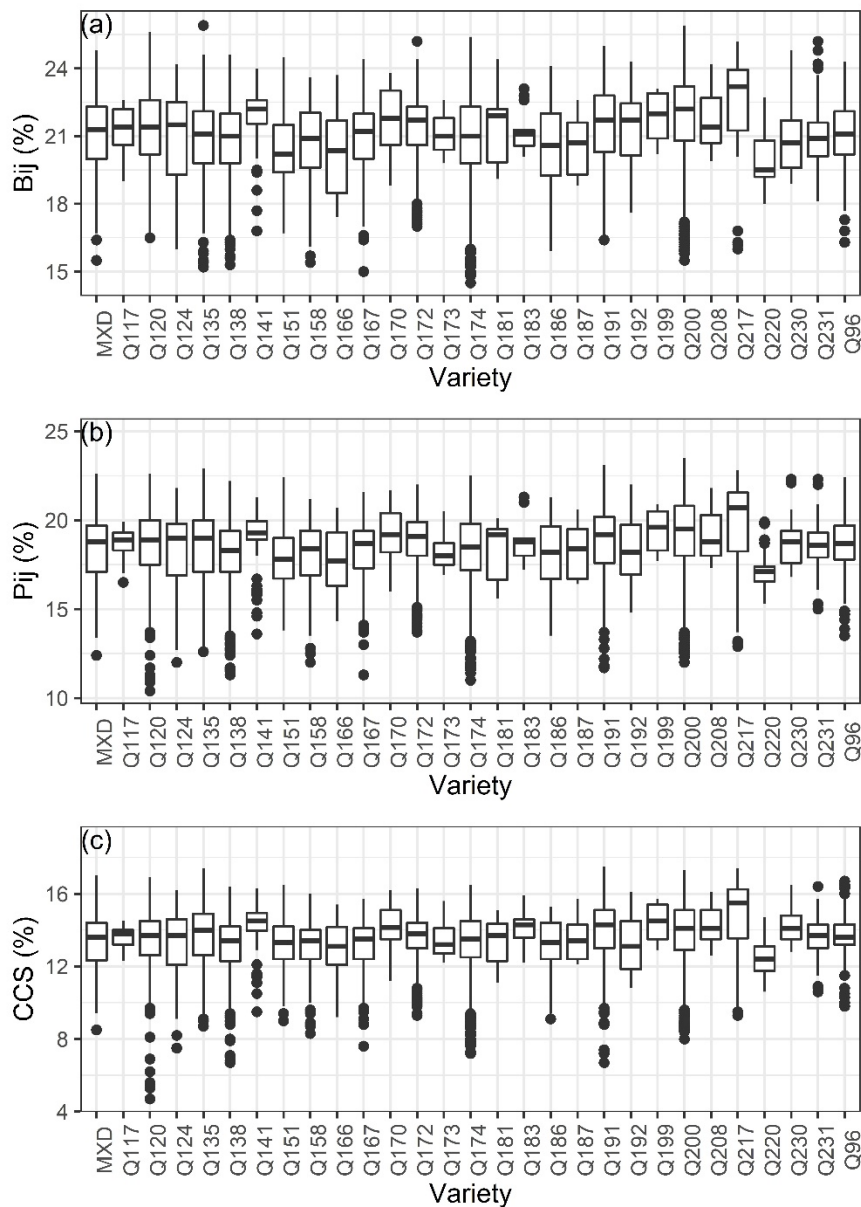 (a)
Bij (%)
24
21
18
15
MXD Q117 Q120 Q124 Q135 Q138 Q141 Q151 Q158 Q166 Q167 Q170 Q172 Q173 Q174 Q181 Q183 Q186 Q187 Q191 Q192 Q199 Q200 Q208 Q217 Q220 Q230 Q231 Q96
Variety
(b)
Pij (%)
25
20
15
10
MXD Q117 Q120 Q124 Q135 Q138 Q141 Q151 Q158 Q166 Q167 Q170 Q172 Q173 Q174 Q181 Q183 Q186 Q187 Q191 Q192 Q199 Q200 Q208 Q217 Q220 Q230 Q231 Q96
Variety
(c)
CCS (%)
16
12
8
4
MXD Q117 Q120 Q124 Q135 Q138 Q141 Q151 Q158 Q166 Q167 Q170 Q172 Q173 Q174 Q181 Q183 Q186 Q187 Q191 Q192 Q199 Q200 Q208 Q217 Q220 Q230 Q231 Q96
Variety